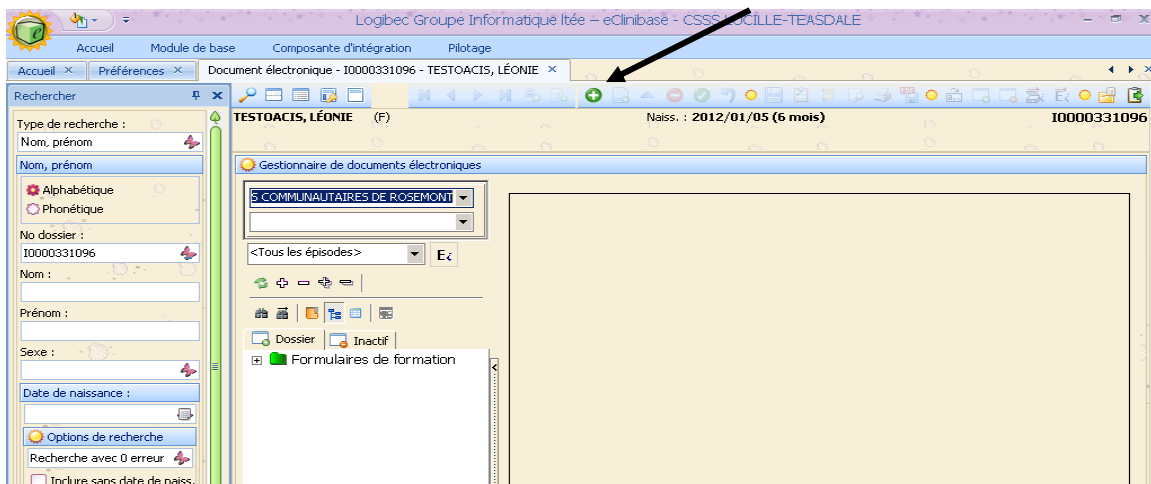 Logibec Groupe Informatique ltée – eClinibase - CSSS LUCILLE-TEASDALE
Accueil Module de base Composante d'intégration Pilotage
Accueil Préférences Document électronique - I0000331096 - TESTOACIS, LÉONIE
Rechercher
TESTOACIS, LÉONIE (F) Naiss. : 2012/01/05 (6 mois) I0000331096
Type de recherche :
Nom, prénom
Nom, prénom
Gestionnaire de documents électroniques
Alphabétique
Phonétique
S COMMUNAUTAIRES DE ROSEMONT
No dossier :
I0000331096
<Tous les épisodes>
Nom :
Prénom :
Dossier Inactif
Sexe :
Formulaires de formation
Date de naissance :
Options de recherche
Recherche avec 0 erreur
Inclure sans date de naiss.